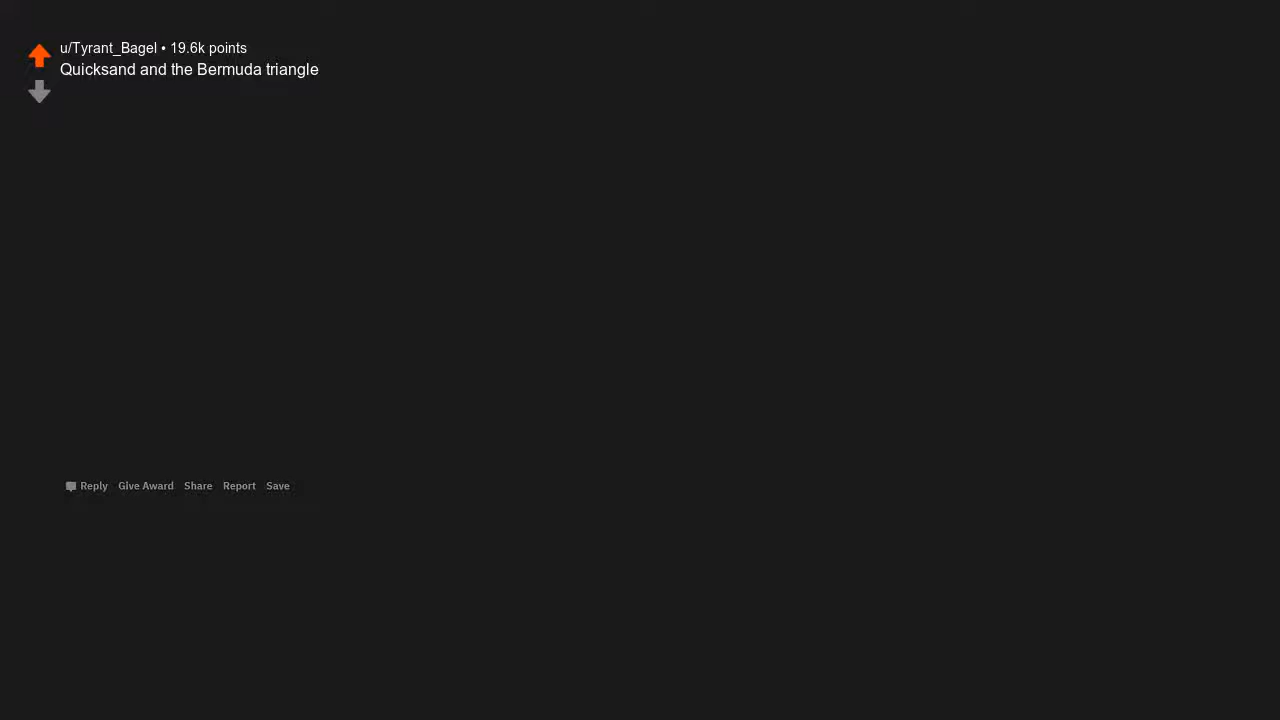 u/Tyrant_Bagel • 19.6k points
Quicksand and the Bermuda triangle
Reply Give Award Share Report Save